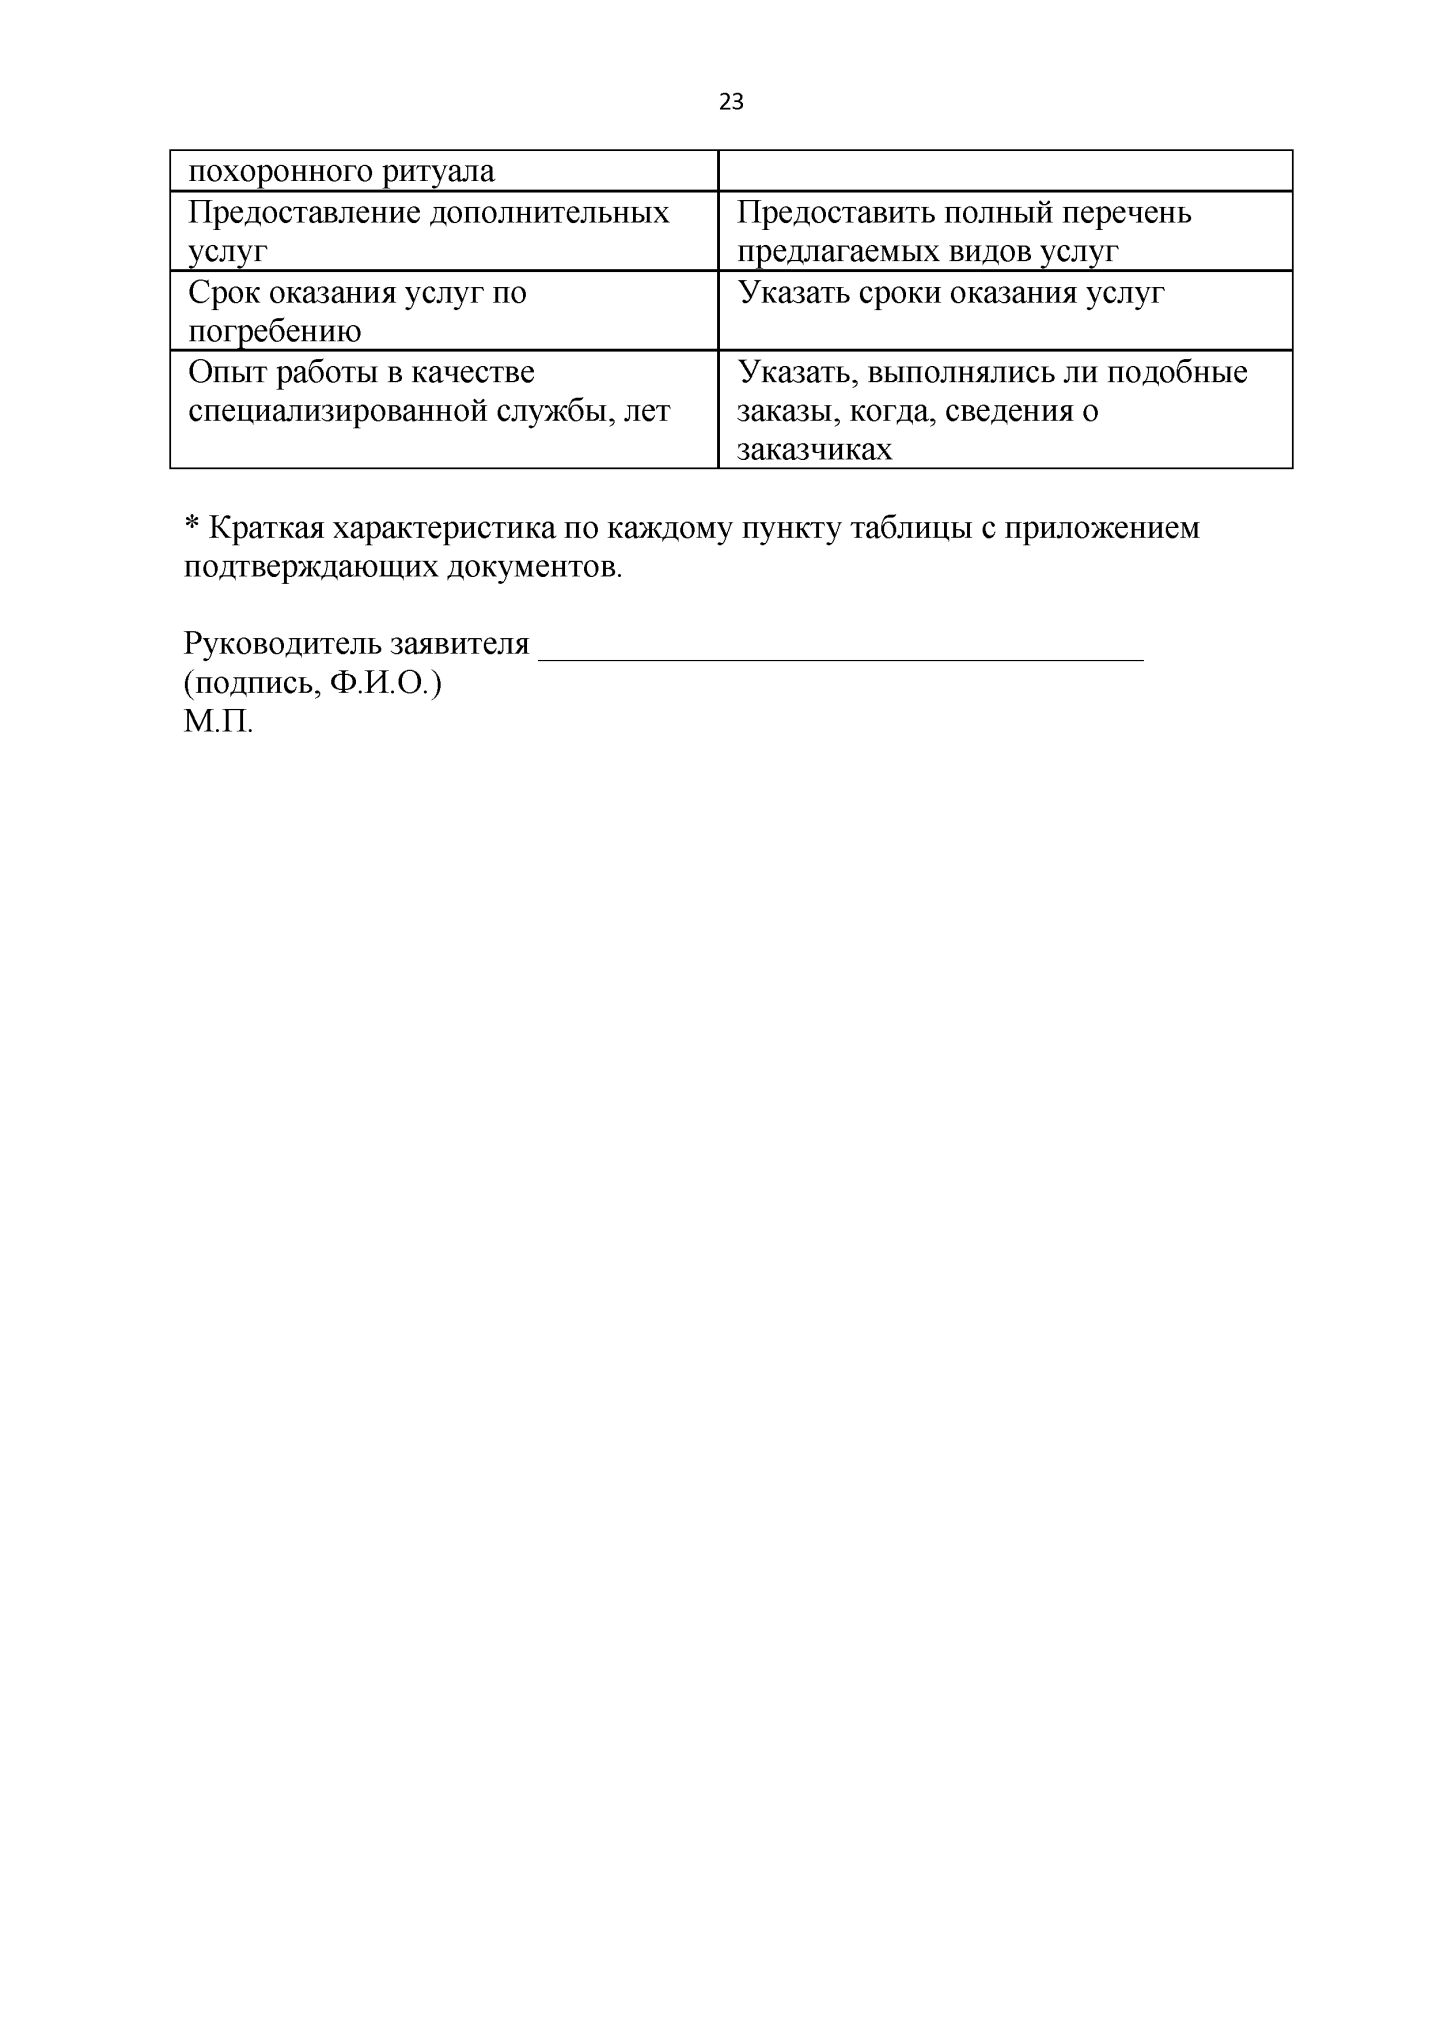 23
похоронного ритуала
Предоставление дополнительных
услуг
Предоставить полный перечень
предлагаемых видов услуг
Срок оказания услуг по
погребению
Указать сроки оказания услуг
Опыт работы в качестве
специализированной службы, лет
Указать, выполнялись ли подобные
заказы, когда, сведения о
заказчиках
* Краткая характеристика по каждому пункту таблицы с приложением
подтверждающих документов.
Руководитель заявителя ____________________________________
(подпись, Ф.И.О.)
М.П.